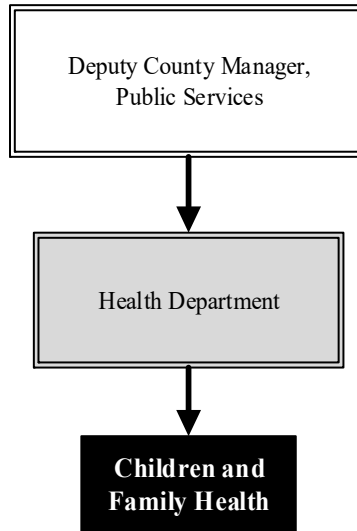 Deputy County Manager,
Public Services
Health Department
Children and
Family Health